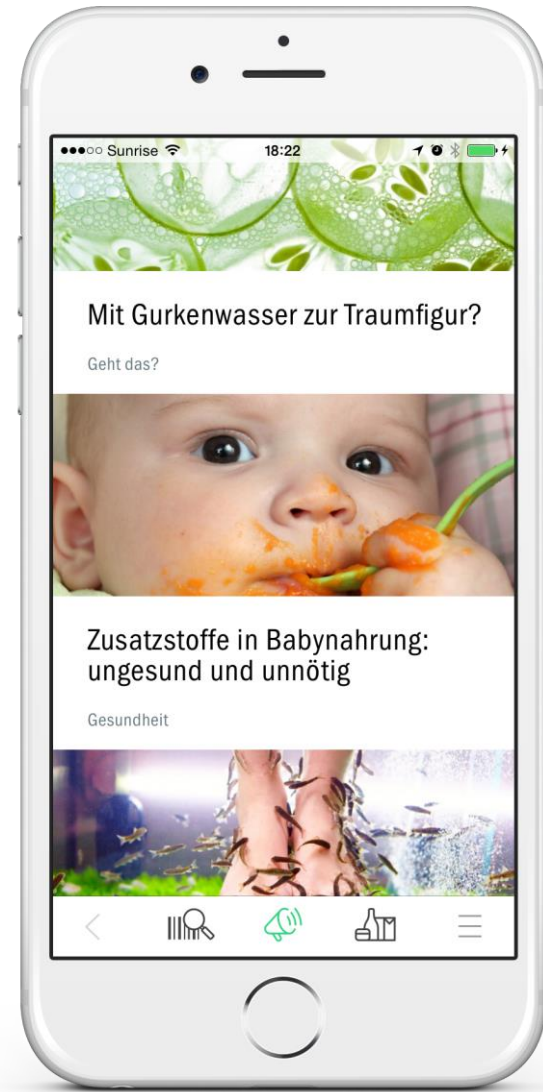 Sunrise 18:22
Mit Gurkenwasser zur Traumfigur?
Geht das?
Zusatzstoffe in Babynahrung:
ungesund und unnötig
Gesundheit